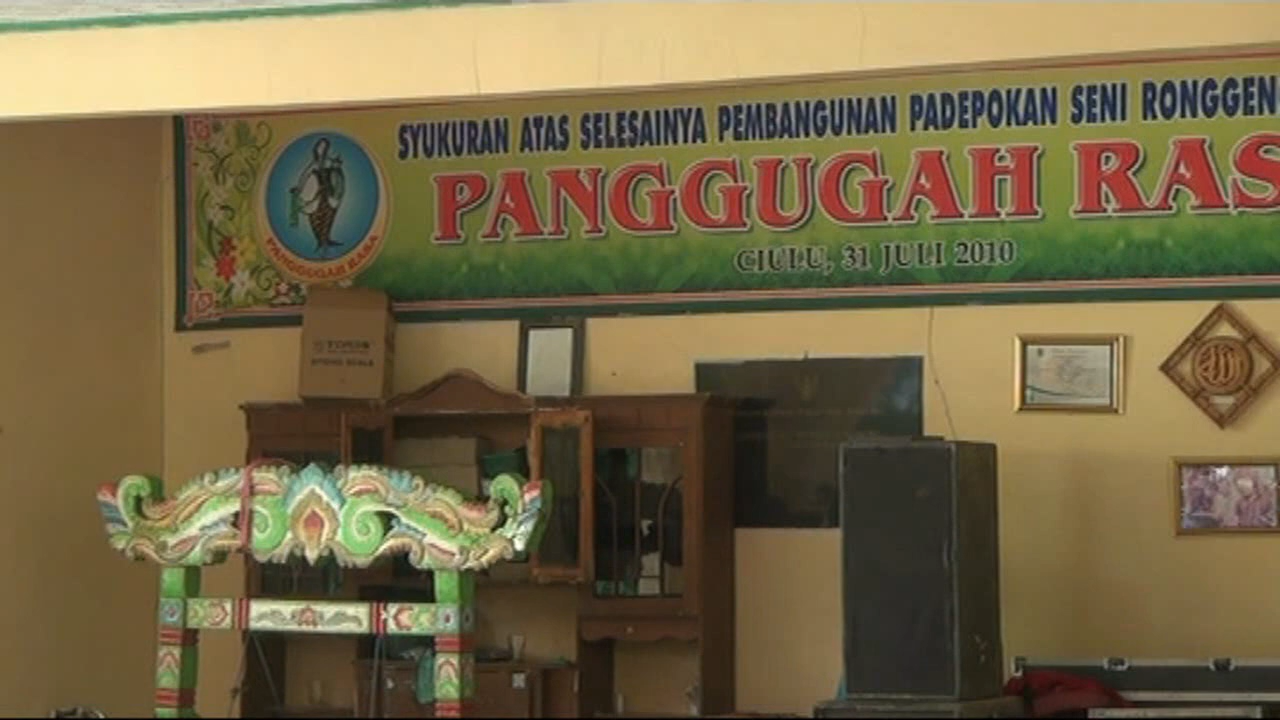 SYUKURAN ATAS SELESAINYA PEMBANGUNAN PADEPOKAN SENI RONGGEN
PANGGUGAH RAS
CIULU, 31 JULI 2010
PANGGUGAH RASA